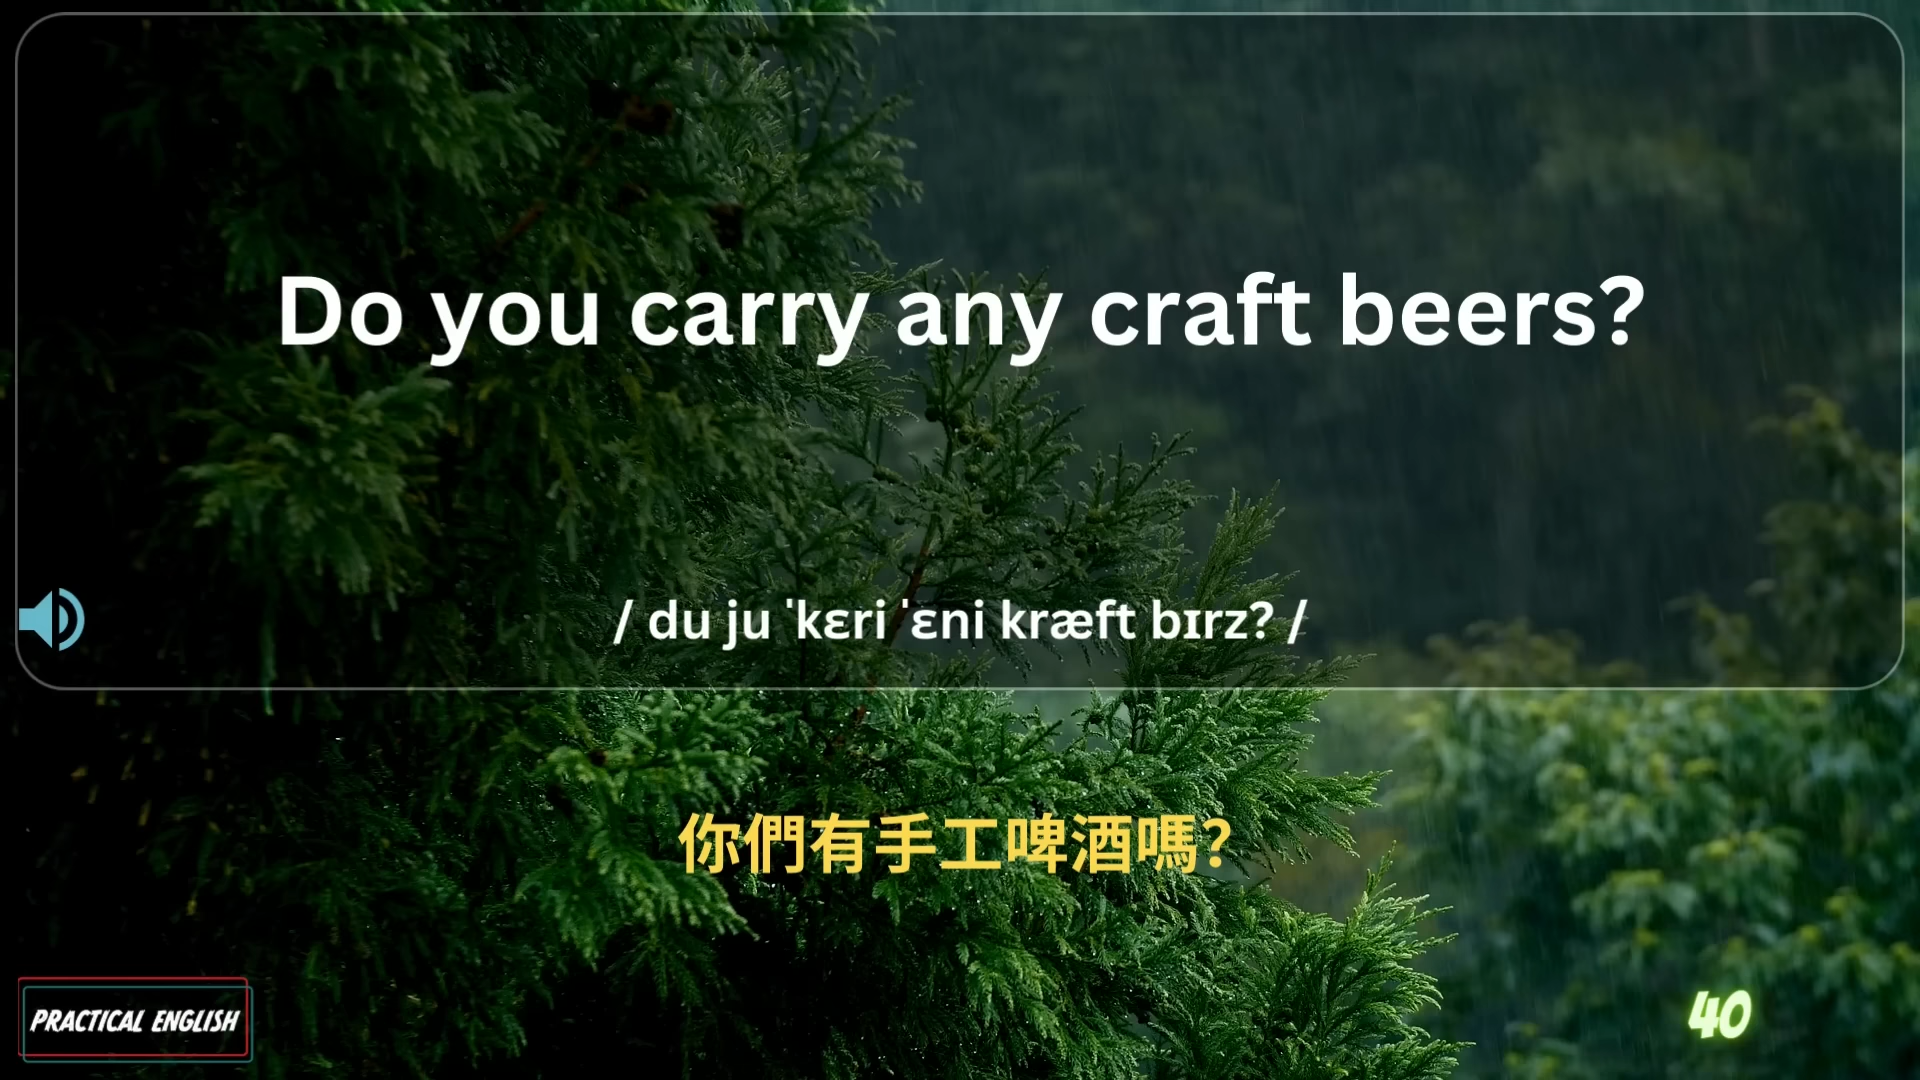 Do you carry any craft beers?
/ du ju ˈkɛri ˈɛni kræft bɪrz? /
你們有手工啤酒嗎?
PRACTICAL ENGLISH
40